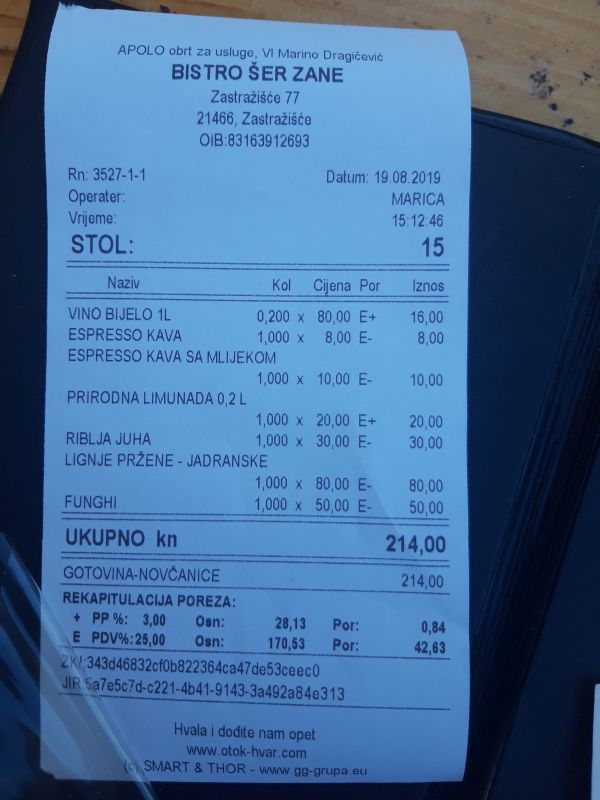 APOLO obrt za usluge, Vl Marino Dragičević
BISTRO ŠER ZANE
Zastražišće 77
21466, Zastražišće
OiB:83163912693
Rn: 3527-1-1 Datum: 19.08.2019
Operater: MARICA
Vrijeme: 15:12:46
STOL: 15
Naziv Kol Cijena Por Iznos
VINO BIJELO 1L 0,200 x 80,00 E+ 16,00
ESPRESSO KAVA 1,000 x 8,00 E- 8,00
ESPRESSO KAVA SA MLIJEKOM
1,000 x 10,00 E- 10,00
PRIRODNA LIMUNADA 0,2 L
1,000 x 20,00 E+ 20,00
RIBLJA JUHA 1,000 x 30,00 E- 30,00
LIGNJE PRŽENE - JADRANSKE
1,000 x 80,00 E- 80,00
FUNGHI 1,000 x 50,00 E- 50,00
UKUPNO kn 214,00
GOTOVINA-NOVČANICE 214,00
REKAPITULACIJA POREZA:
+ PP %: 3,00 Osn: 28,13 Por: 0,84
E PDV%:25,00 Osn: 170,53 Por: 42,63
ZKI:343d46832cf0b822364ca47de53ceec0
JIR:5a7e5c7d-c221-4b41-9143-3a492a84e313
Hvala i dođite nam opet
www.otok-hvar.com
(c) SMART & THOR - www.gg-grupa.eu